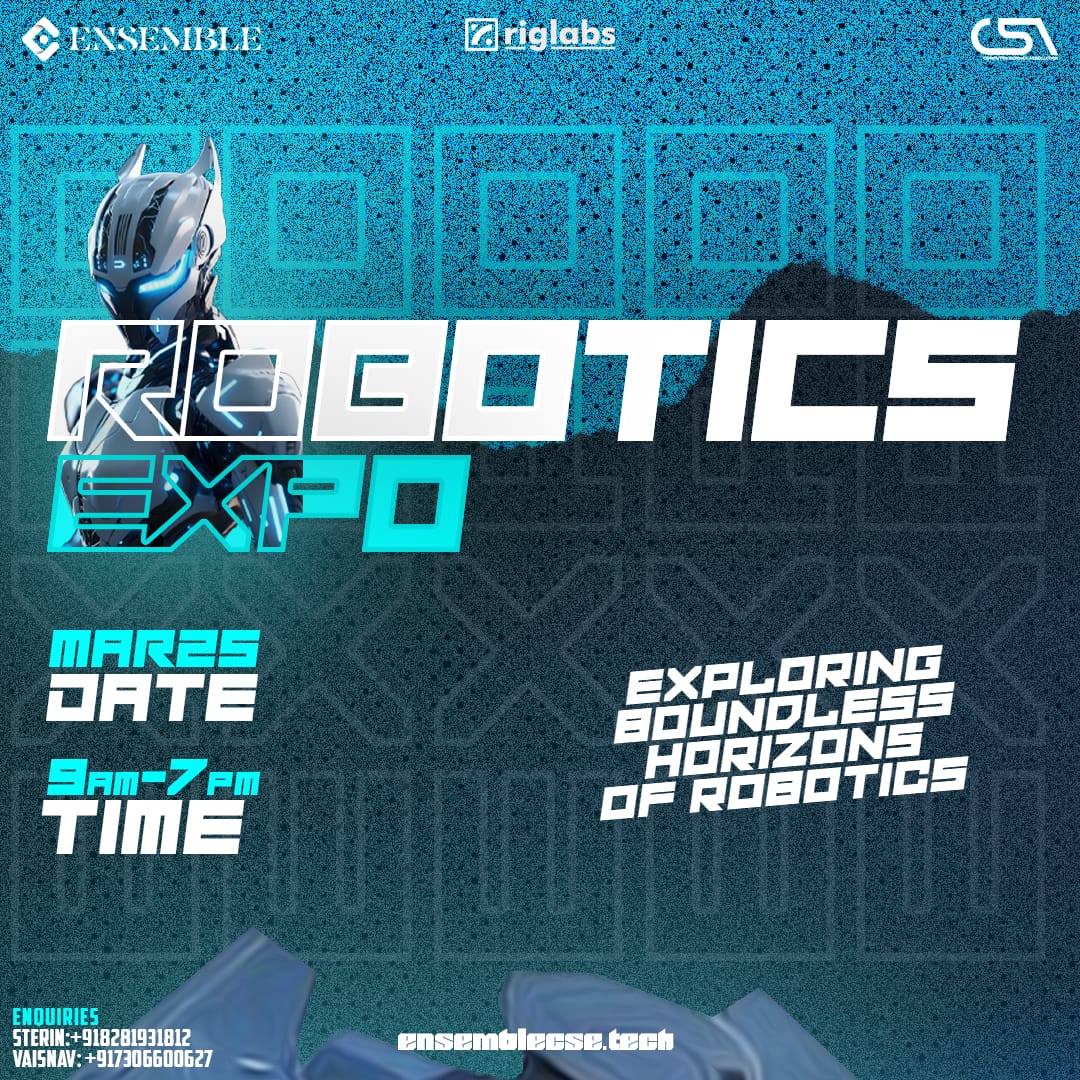 ENSEMBLE
riglabs
CSA
ROBOTICS
EXPO
MAR25
DATE
9AM-7PM
TIME
EXPLORING
BOUNDLESS
HORIZONS
OF ROBOTICS
ENQUIRIES
STERIN:+918281931812
VAISNAV: +917306600627
ensemblecse.tech